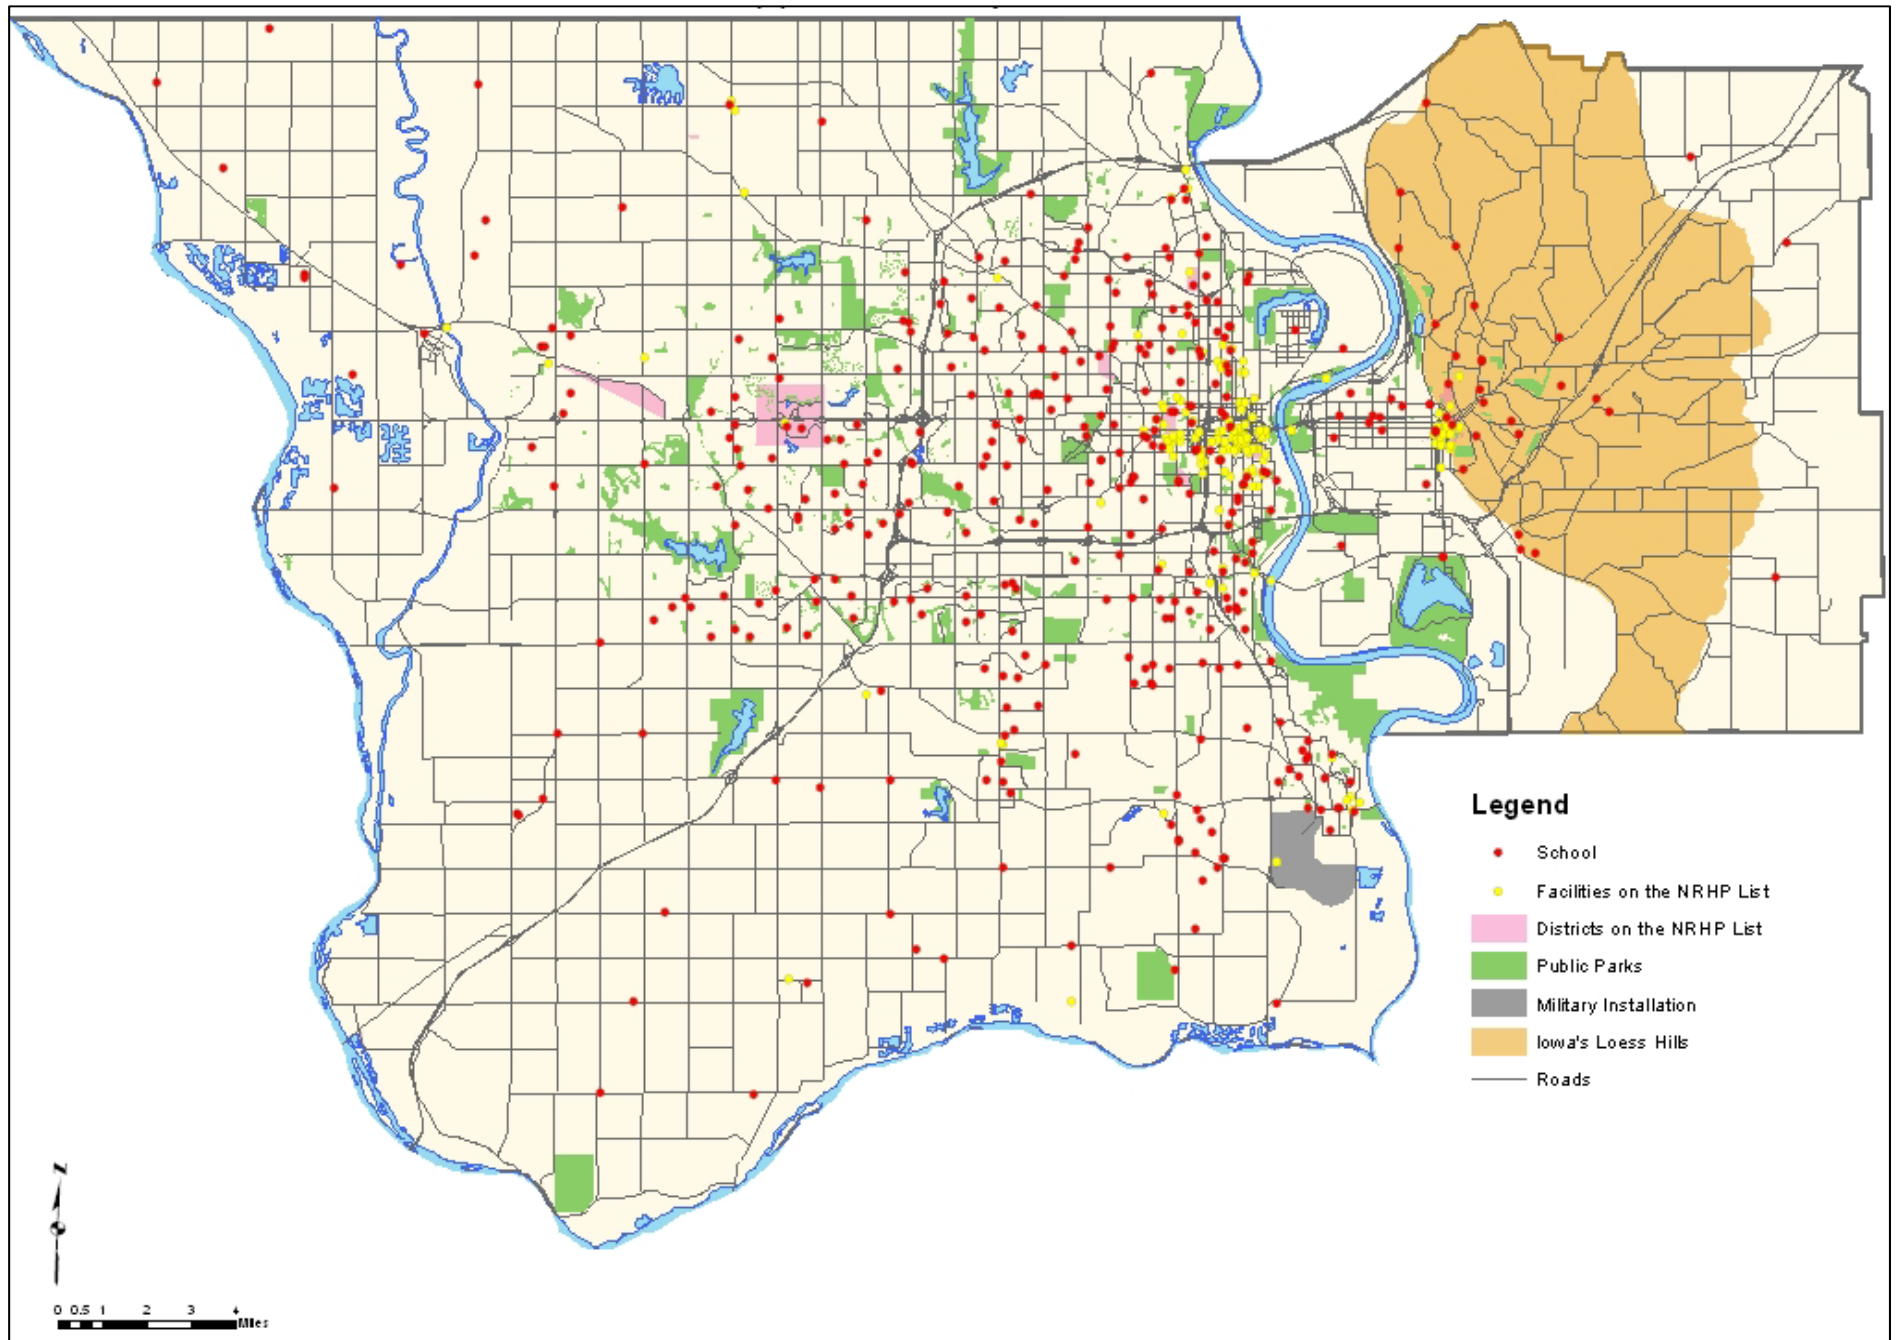 Legend
School
Facilities on the NRHP List
Districts on the NRHP List
Public Parks
Military Installation
Iowa's Loess Hills
Roads
N
0 0.5 1 2 3 4
Miles